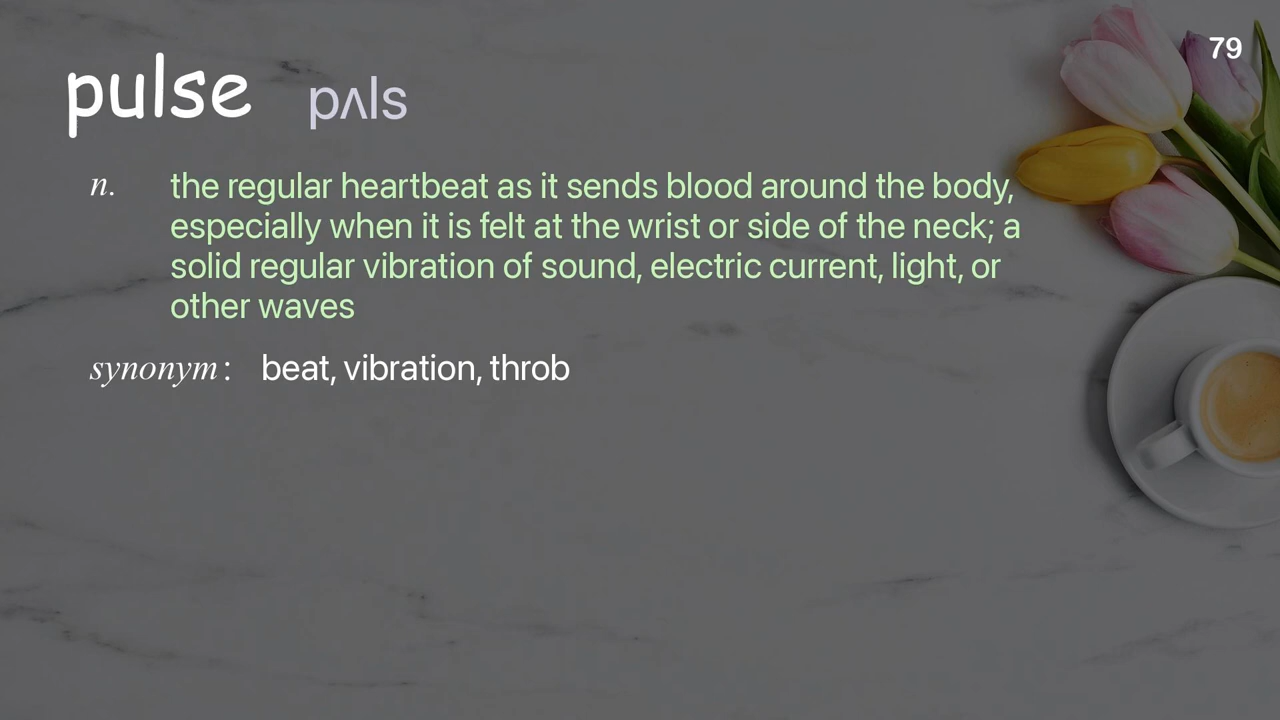 79
pulse pʌls
n. the regular heartbeat as it sends blood around the body,
especially when it is felt at the wrist or side of the neck; a
solid regular vibration of sound, electric current, light, or
other waves
synonym: beat, vibration, throb